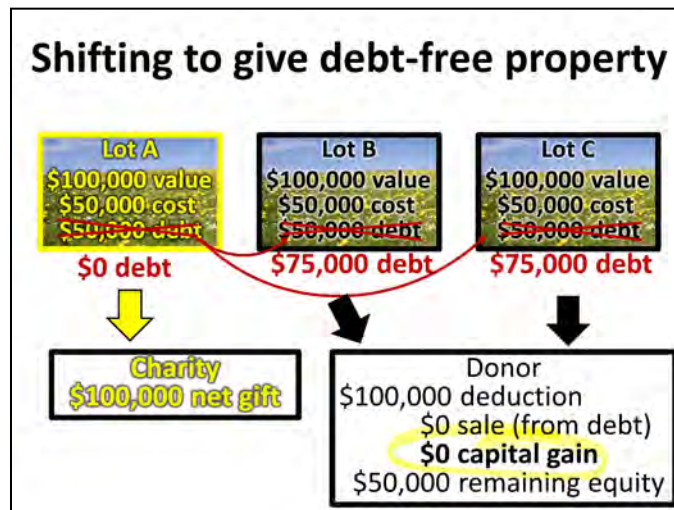 Shifting to give debt-free property
Lot A
$100,000 value
$50,000 cost
$50,000 debt
$0 debt
Lot B
$100,000 value
$50,000 cost
$50,000 debt
$75,000 debt
Lot C
$100,000 value
$50,000 cost
$50,000 debt
$75,000 debt
Charity
$100,000 net gift
Donor
$100,000 deduction
$0 sale (from debt)
$0 capital gain
$50,000 remaining equity